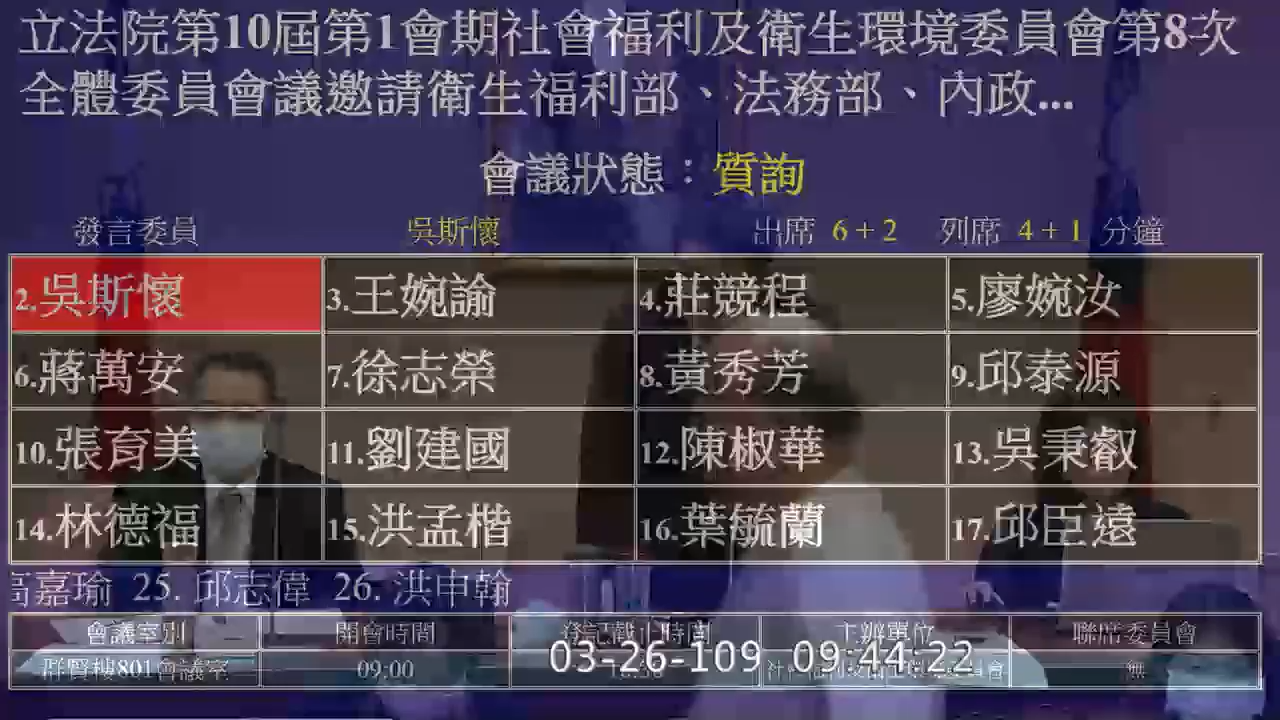 立法院第10屆第1會期社會福利及衛生環境委員會第8次
全體委員會議邀請衛生福利部、法務部、內政...
會議狀態：質詢
發言委員 吳斯懷 出席 6 + 2 列席 4 + 1 分鐘
2.吳斯懷 3.王婉諭 4.莊競程 5.廖婉汝
6.蔣萬安 7.徐志榮 8.黃秀芳 9.邱泰源
10.張育美 11.劉建國 12.陳椒華 13.吳秉叡
14.林德福 15.洪孟楷 16.葉毓蘭 17.邱臣遠
高嘉瑜 25. 邱志偉 26. 洪申翰
會議室別 開會時間 登記截止時間 主辦單位 聯席委員會
群賢樓801會議室 09:00 無
03-26-109 09:44:22